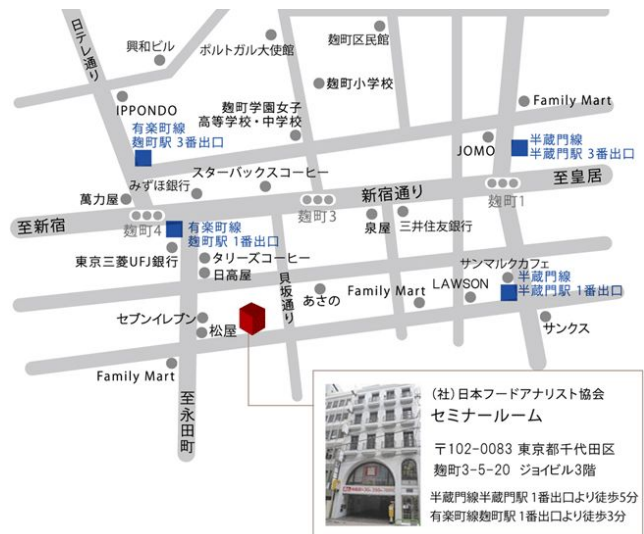 日テレ通り
興和ビル
ポルトガル大使館
麹町区民館
麹町小学校
IPPONDO
麹町学園女子
高等学校・中学校
Family Mart
有楽町線
麹町駅 3番出口
JOMO
半蔵門線
半蔵門駅 3番出口
みずほ銀行
スターバックスコーヒー
萬力屋
新宿通り
至皇居
麹町1
麹町3
麹町4
至新宿
有楽町線
麹町駅 1番出口
泉屋
三井住友銀行
東京三菱UFJ銀行
タリーズコーヒー
日高屋
貝坂通り
あさの
Family Mart
LAWSON
サンマルクカフェ
半蔵門線
半蔵門駅 1番出口
セブンイレブン
松屋
サンクス
Family Mart
至永田町
(社)日本フードアナリスト協会
セミナールーム
〒102-0083 東京都千代田区
麹町3-5-20 ジョイビル3階
半蔵門線半蔵門駅 1番出口より徒歩5分
有楽町線麹町駅 1番出口より徒歩3分